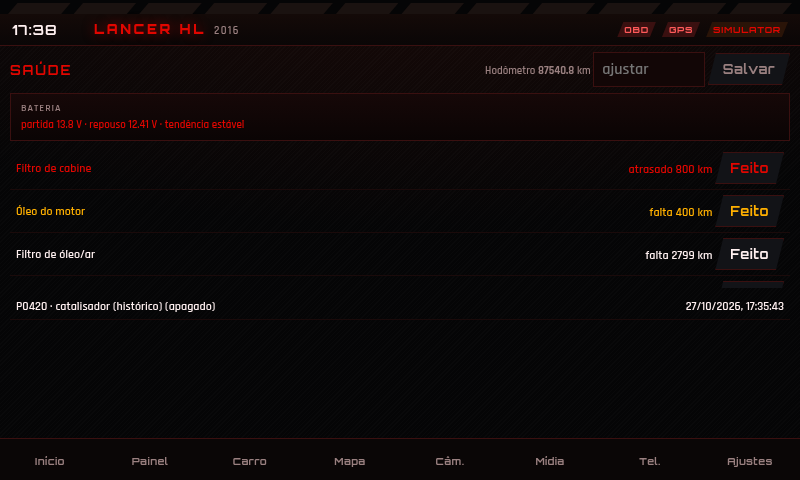 17:38 LANCER HL 2016 OBD GPS SIMULATOR
SAÚDE Hodômetro 87540.8 km ajustar Salvar
BATERIA
partida 13.8 V · repouso 12.41 V · tendência estável
Filtro de cabine atrasado 800 km Feito
Óleo do motor falta 400 km Feito
Filtro de óleo/ar falta 2799 km Feito
P0420 · catalisador (histórico) (apagado) 27/10/2026, 17:35:43
Início Painel Carro Mapa Câm. Mídia Tel. Ajustes